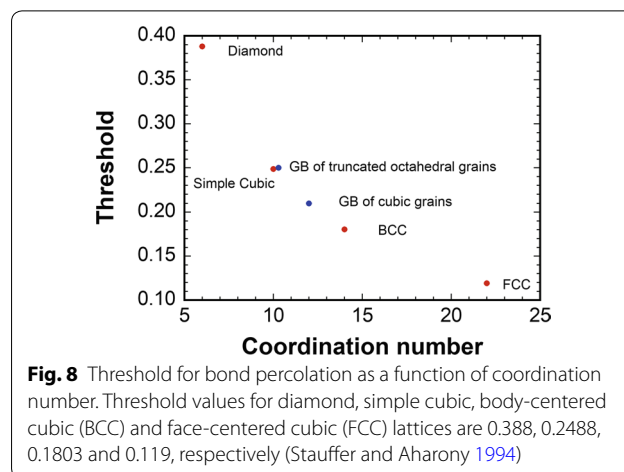 0.40
Diamond
0.35
0.30
Threshold
0.25
GB of truncated octahedral grains
Simple Cubic
0.20
GB of cubic grains
BCC
0.15
FCC
0.10
5 10 15 20 25
Coordination number
Fig. 8 Threshold for bond percolation as a function of coordination
number. Threshold values for diamond, simple cubic, body-centered
cubic (BCC) and face-centered cubic (FCC) lattices are 0.388, 0.2488,
0.1803 and 0.119, respectively (Stauffer and Aharony 1994)